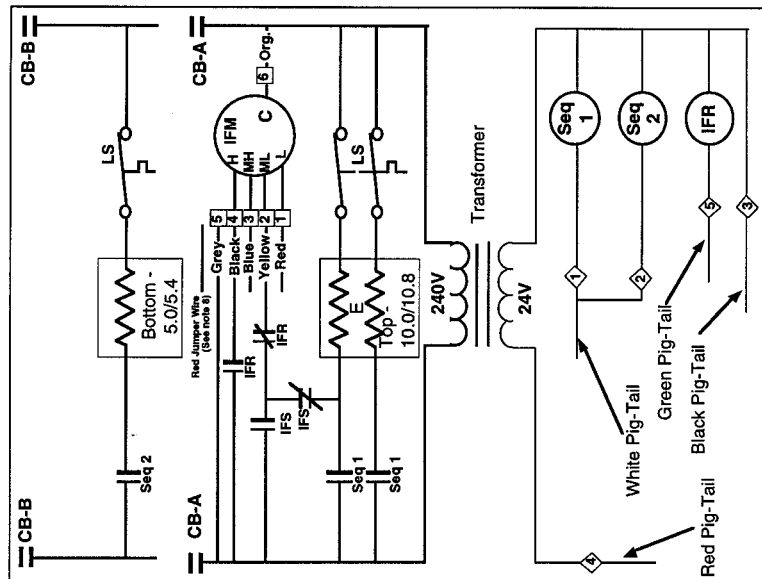 CB-B
CB-B
LS
Bottom -
5.0/5.4
Seq 2
CB-A
CB-A
Org.
6
C
IFM
H
MH
ML
L
5
4
3
2
1
Grey
Black
Blue
Yellow
Red
Red Jumper Wire
(See note 8)
IFR
IFR
IFS
IFS
LS
E
Top-
10.0/10.8
Seq 1
Seq 1
Transformer
240V
24V
Seq
1
Seq
2
IFR
1
2
5
3
4
White Pig-Tail
Green Pig-Tail
Black Pig-Tail
Red Pig-Tail